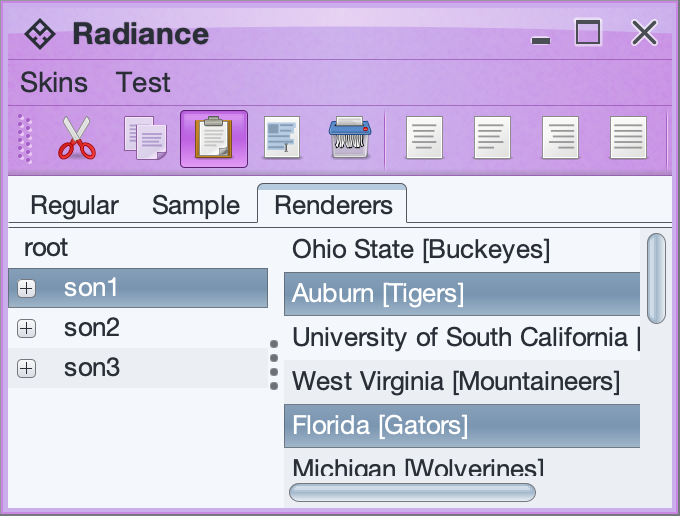 Radiance
Skins Test
Regular Sample Renderers
root
son1
son2
son3
Ohio State [Buckeyes]
Auburn [Tigers]
University of South California [
West Virginia [Mountaineers]
Florida [Gators]
Michigan [Wolverines]